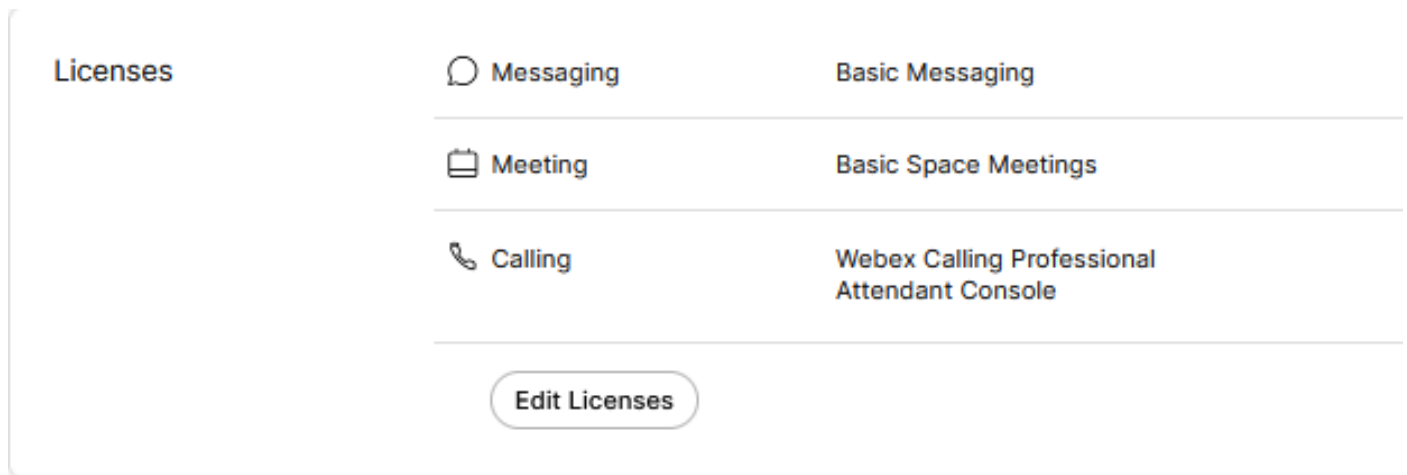 Licenses
Messaging
Basic Messaging
Meeting
Basic Space Meetings
Calling
Webex Calling Professional
Attendant Console
Edit Licenses